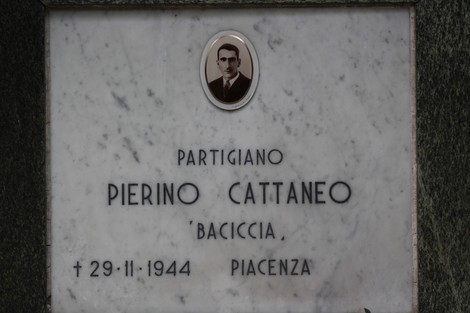 PARTIGIANO
PIERINO CATTANEO
'BACICCIA,
† 29·11·1944 PIACENZA